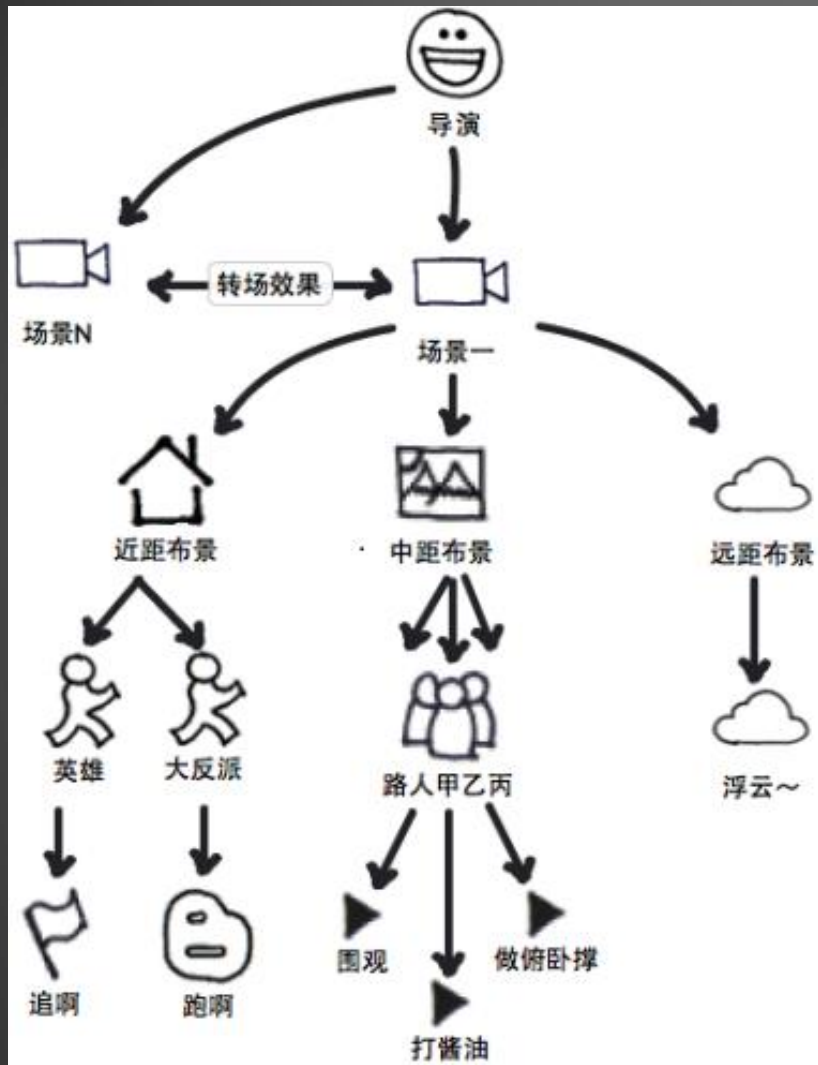 导演
转场效果
场景N
场景一
近距布景
中距布景
远距布景
英雄
大反派
路人甲乙丙
浮云～
追啊
跑啊
围观
做俯卧撑
打酱油